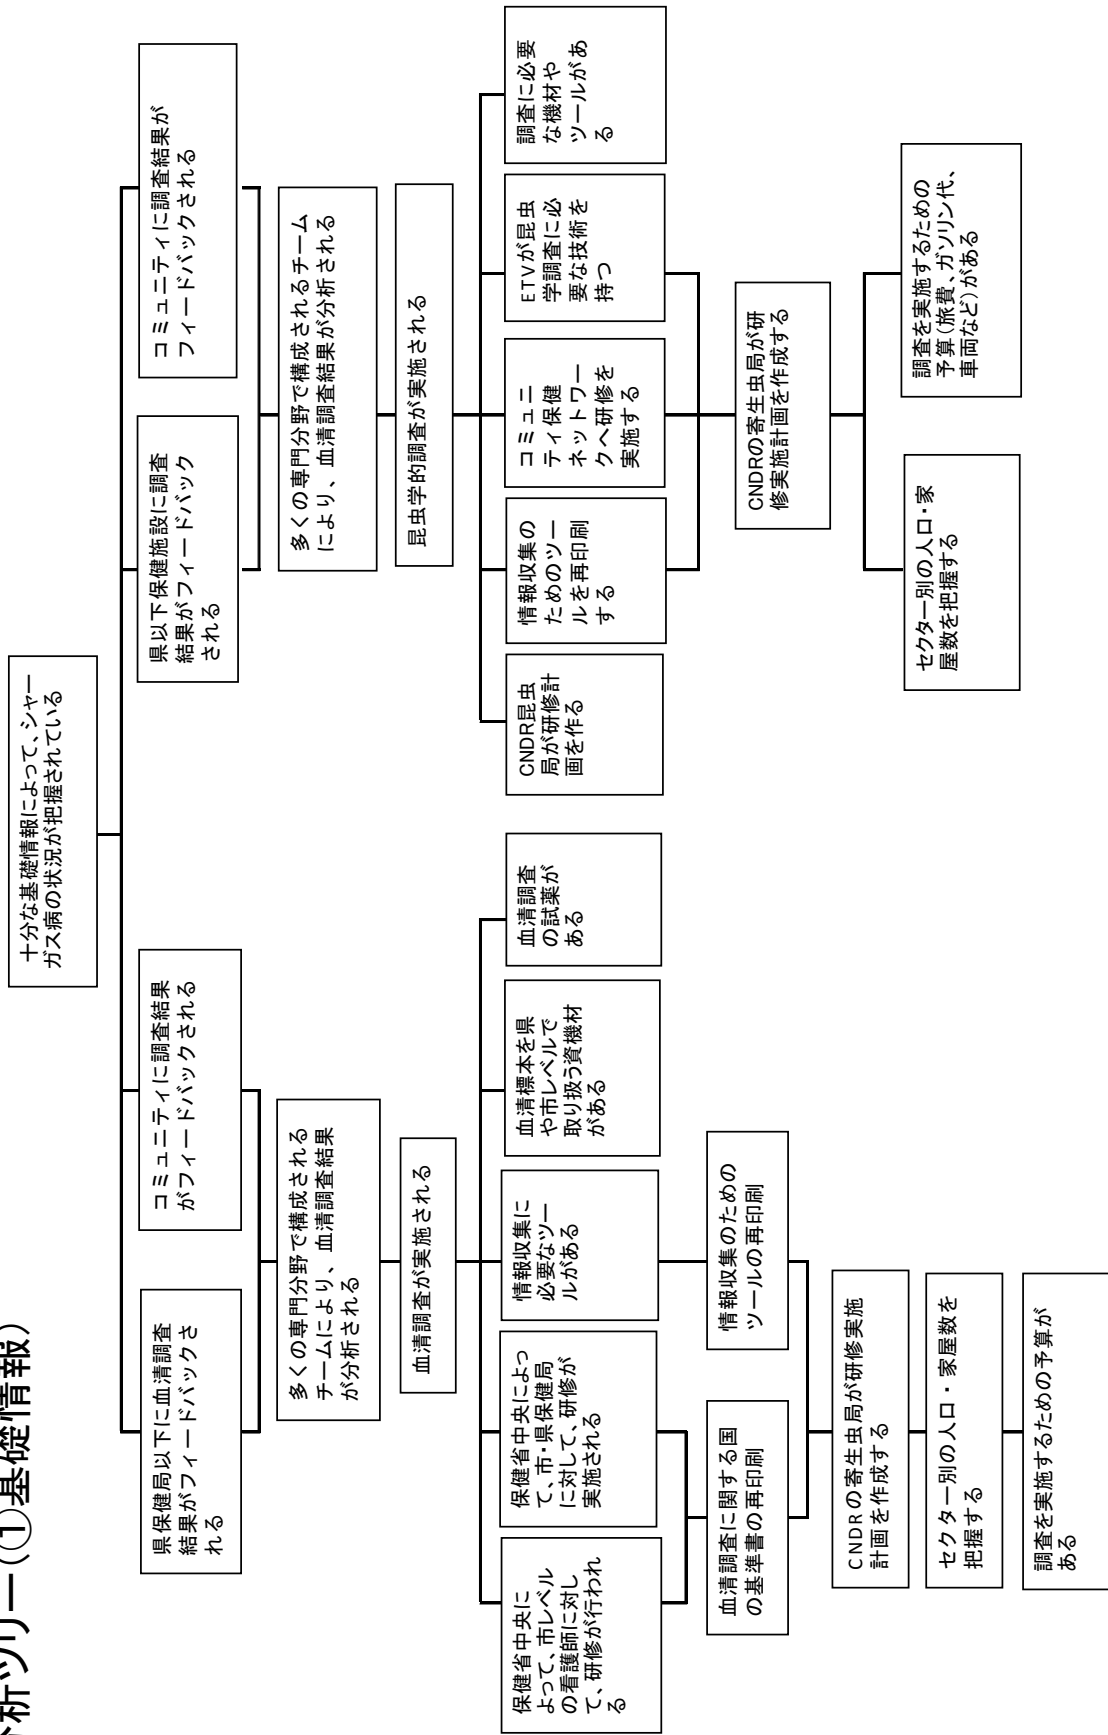 析ツリー(①基礎情報)
十分な基礎情報によって、シャー
ガス病の状況が把握されている
県保健局以下に血清調査
結果がフィードバックさ
れる
コミュニティに調査結果
がフィードバックされる
県以下保健施設に調査
結果がフィードバック
される
コミュニティに調査結果が
フィードバックされる
多くの専門分野で構成される
チームにより、血清調査結果
が分析される
多くの専門分野で構成されるチーム
により、血清調査結果が分析される
血清調査が実施される
昆虫学的調査が実施される
保健省中央に
よって、市レベル
の看護師に対し
て、研修が行われ
る
保健省中央によっ
て、市・県保健局
に対して、研修が
実施される
情報収集に
必要なツー
ルがある
血清標本を県
や市レベルで
取り扱う資機材
がある
血清調査
の試薬が
ある
CNDR昆虫
局が研修計
画を作る
情報収集の
ためのツー
ルを再印刷
する
コミュニ
ティ保健
ネットワー
クへ研修を
実施する
ETVが昆虫
学調査に必
要な技術を
持つ
調査に必要
な機材や
ツールがあ
る
血清調査に関する国
の基準書の再印刷
情報収集のための
ツールの再印刷
CNDRの寄生虫局が研
修実施計画を作成する
CNDRの寄生虫局が研修実施
計画を作成する
セクター別の人口・家屋数を
把握する
調査を実施するための予算が
ある
セクター別の人口・家
屋数を把握する
調査を実施するための
予算(旅費、ガソリン代、
車両など)がある